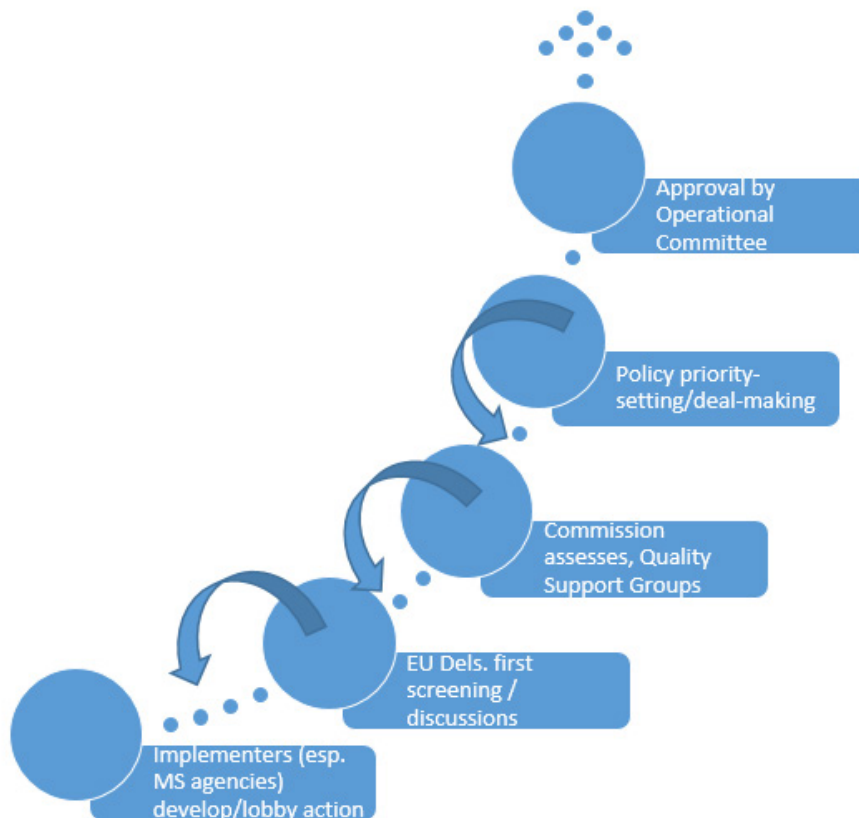 Approval by
Operational
Committee
Policy priority-
setting/deal-making
Commission
assesses, Quality
Support Groups
EU Dels. first
screening /
discussions
Implementers (esp.
MS agencies)
develop/lobby action